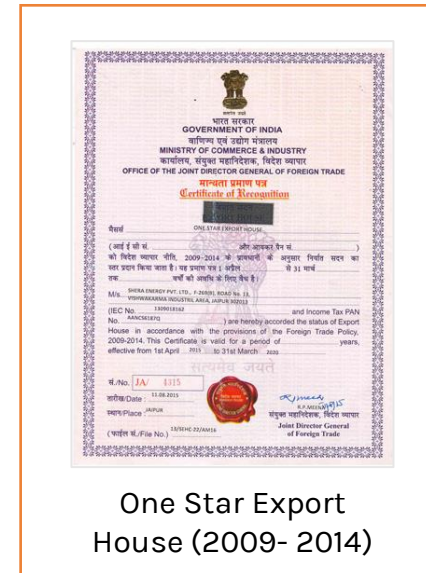 भारत सरकार
GOVERNMENT OF INDIA
वाणिज्य एवं उद्योग मंत्रालय
MINISTRY OF COMMERCE & INDUSTRY
कार्यालय, संयुक्त महानिदेशक, विदेश व्यापार
OFFICE OF THE JOINT DIRECTOR GENERAL OF FOREIGN TRADE
मान्यता प्रमाण पत्र
Certificate of Recognition
मैसर्स ONE STAR EXPORT HOUSE
( आई ई सी सं. और आयकर पैन सं. )
को विदेश व्यापार नीति, 2009-2014 के प्रावधानों के अनुसार निर्यात सदन का
स्तर प्रदान किया जाता है। यह प्रमाण पत्र 1 अप्रैल से 31 मार्च
तक वर्षों की अवधि के लिए वैध है।
M/s SHERA ENERGY PVT. LTD., F-269(B), ROAD No. 13,
VISHWAKARMA INDUSTRIL AREA, JAIPUR 302013
(IEC No. 1309018162 and Income Tax PAN
No. ) are hereby accorded the status of Export
House in accordance with the provisions of the Foreign Trade Policy,
2009-2014. This Certificate is valid for a period of years,
effective from 1st April 2015 to 31st March 2020
सत्यमेव जयते
सं./No. JA/ 0315
तारीख/Date 11.08.2015
स्थान/Place JAIPUR
( फाईल सं./File No.) 13/SEHC-22/AM16
R.P.MEENA
संयुक्त महानिदेशक, विदेश व्यापार
Joint Director General
of Foreign Trade
One Star Export
House (2009- 2014)